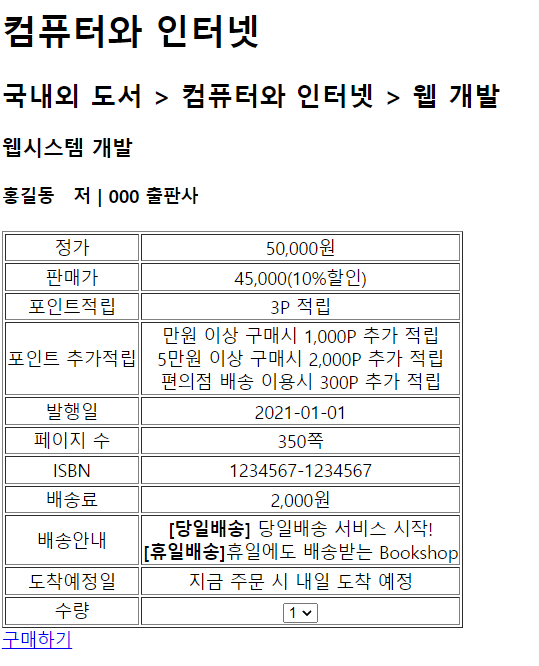 컴퓨터와 인터넷
국내외 도서 > 컴퓨터와 인터넷 > 웹 개발
웹시스템 개발
홍길동 저 | 000 출판사
정가 50,000원
판매가 45,000(10%할인)
포인트적립 3P 적립
포인트 추가적립 만원 이상 구매시 1,000P 추가 적립
5만원 이상 구매시 2,000P 추가 적립
편의점 배송 이용시 300P 추가 적립
발행일 2021-01-01
페이지 수 350쪽
ISBN 1234567-1234567
배송료 2,000원
배송안내 [당일배송] 당일배송 서비스 시작!
[휴일배송]휴일에도 배송받는 Bookshop
도착예정일 지금 주문 시 내일 도착 예정
수량 1
구매하기